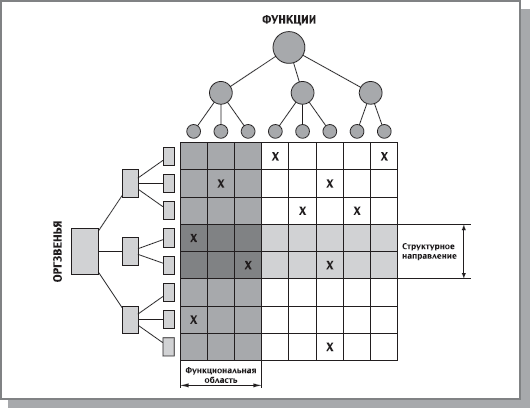 ФУНКЦИИ
X X
X X
X X
ОРГЗВЕНЬЯ
X
Структурное
направление
X X
X
X
Функциональная
область